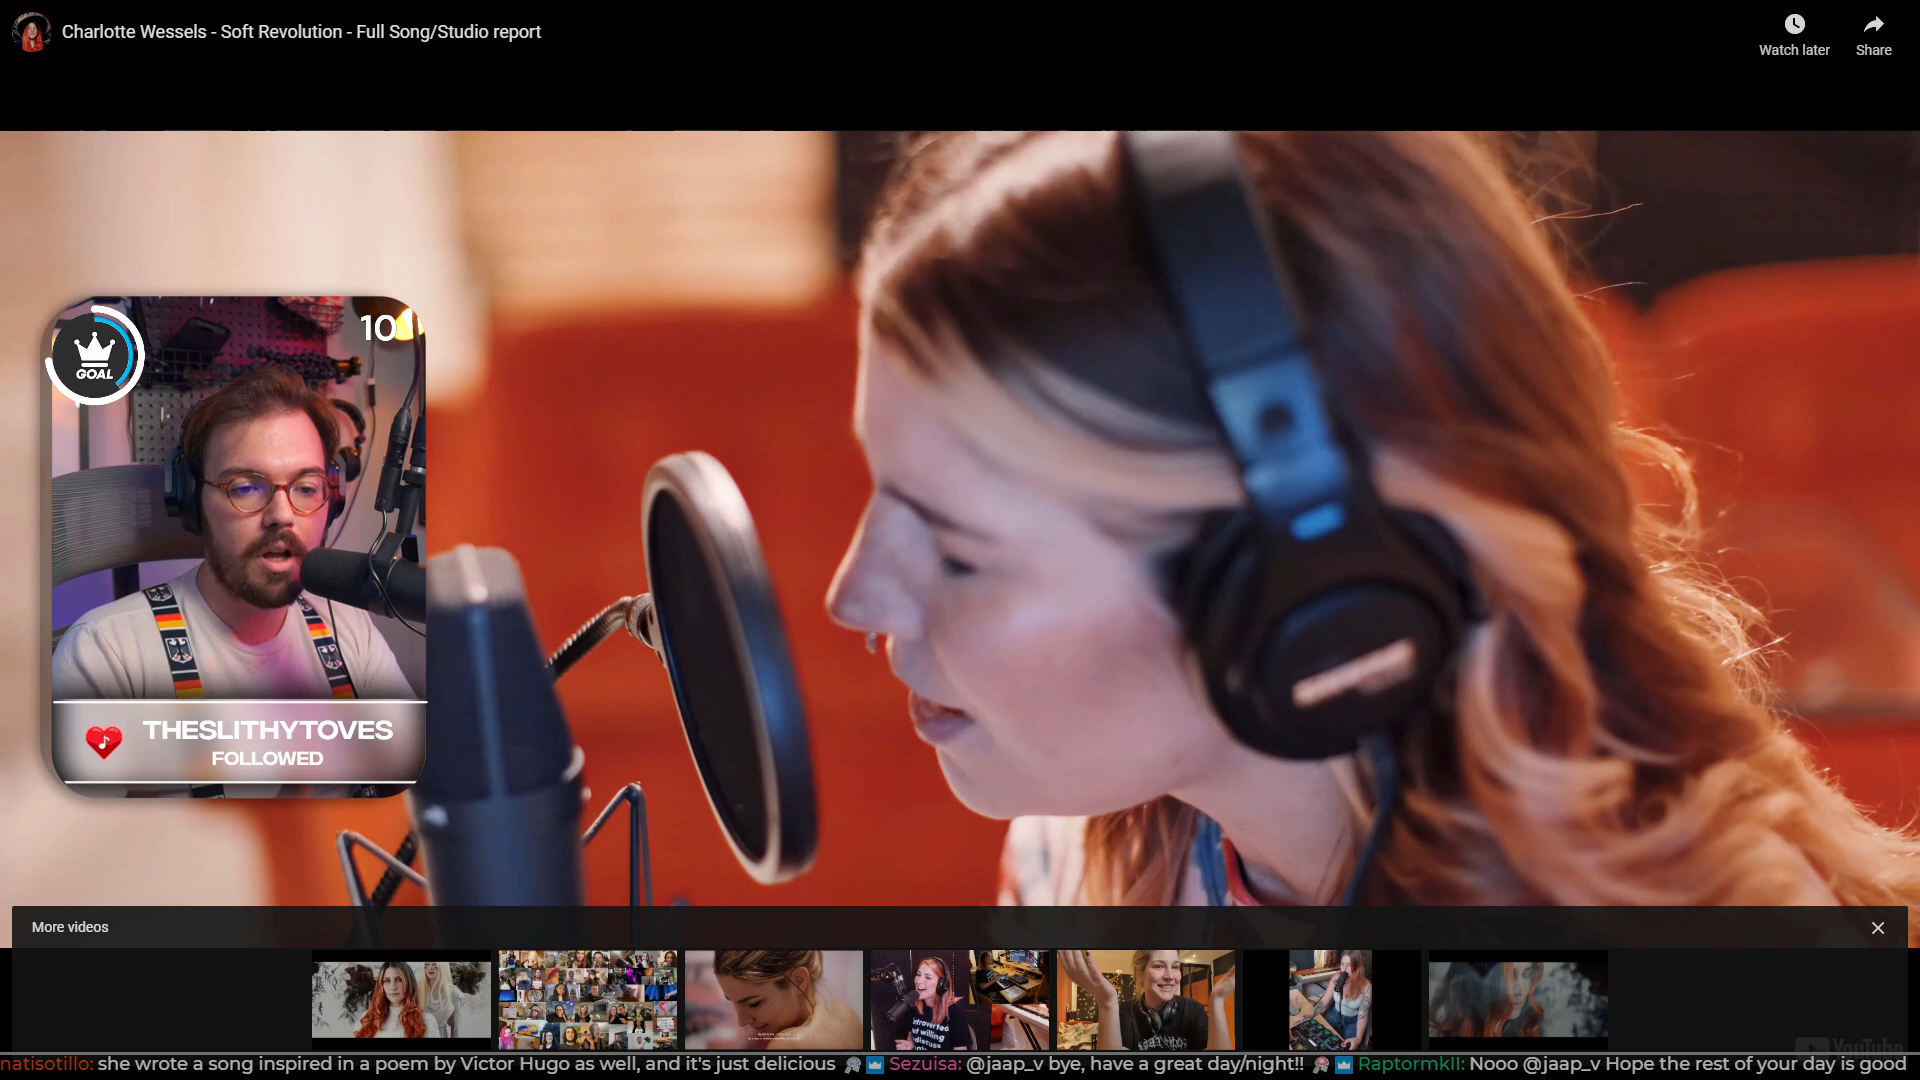 Charlotte Wessels - Soft Revolution - Full Song/Studio report
Watch later
Share
10
GOAL
THESLITHYTOVES
FOLLOWED
More videos
YouTube
natisotillo: she wrote a song inspired in a poem by Victor Hugo as well, and it's just delicious Sezuisa: @jaap_v bye, have a great day/night!! RaptormkII: Nooo @jaap_v Hope the rest of your day is good